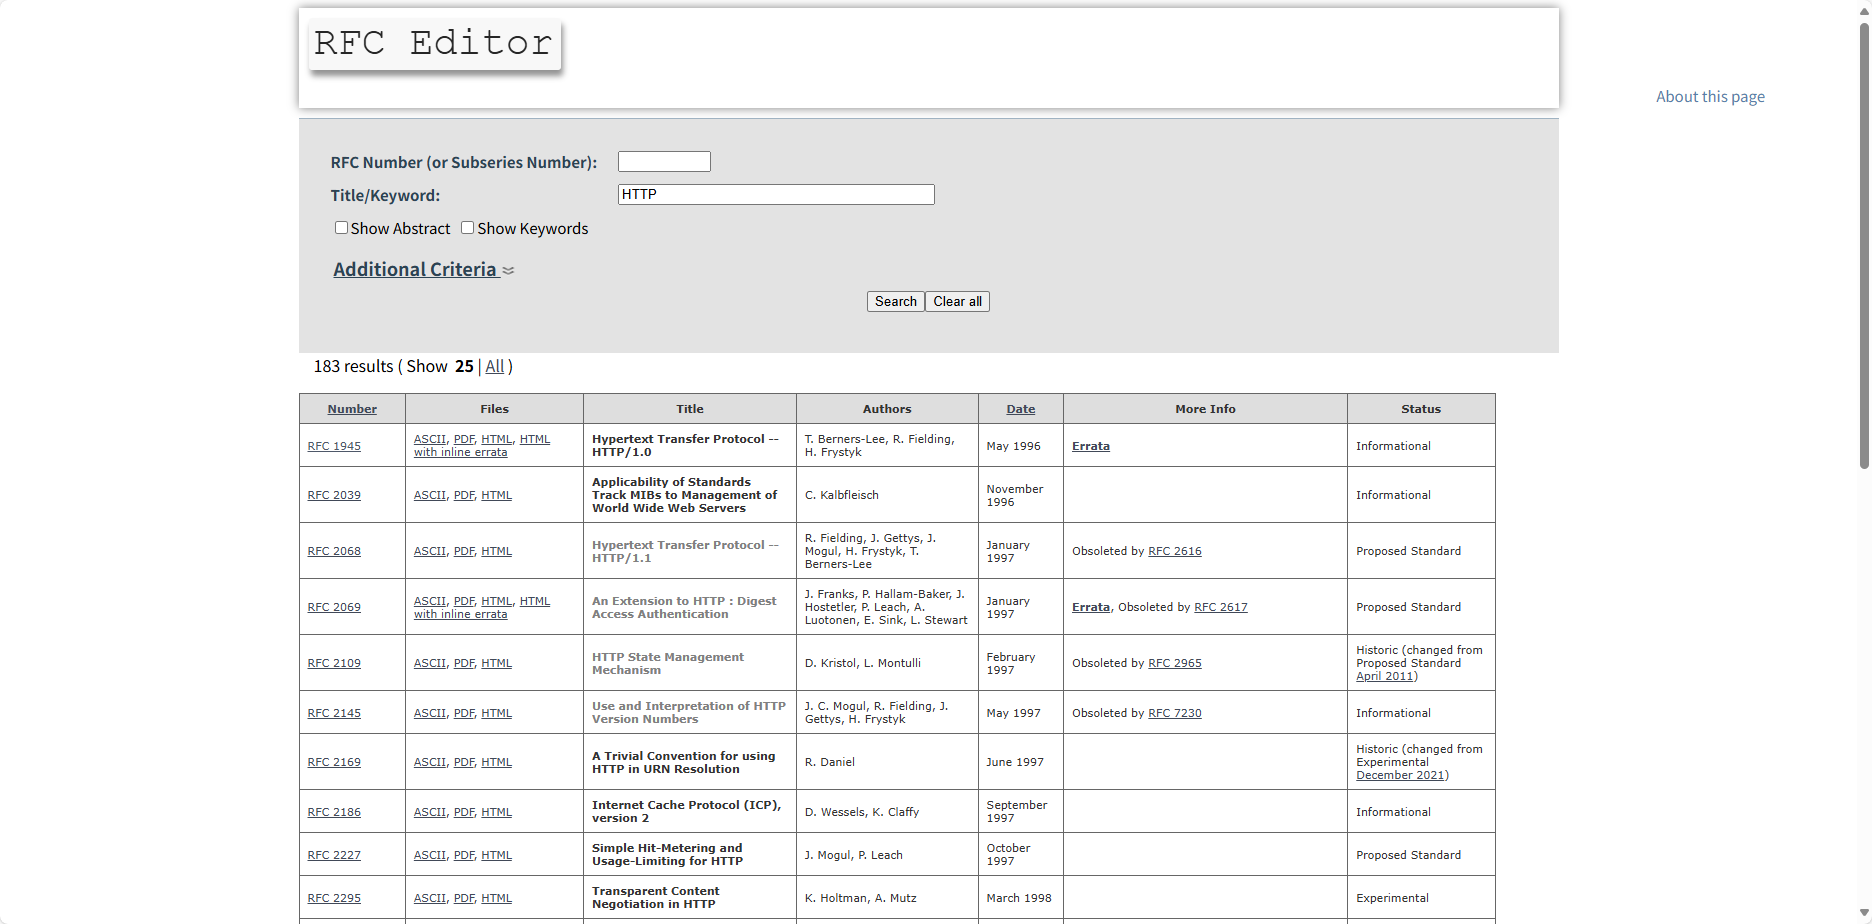 RFC Editor
About this page
RFC Number (or Subseries Number):
Title/Keyword: HTTP
Show Abstract Show Keywords
Additional Criteria
Search Clear all
183 results ( Show 25 | All )
Number Files Title Authors Date More Info Status
RFC 1945 ASCII, PDF, HTML, HTML with inline errata Hypertext Transfer Protocol -- HTTP/1.0 T. Berners-Lee, R. Fielding, H. Frystyk May 1996 Errata Informational
RFC 2039 ASCII, PDF, HTML Applicability of Standards Track MIBs to Management of World Wide Web Servers C. Kalbfleisch November 1996 Informational
RFC 2068 ASCII, PDF, HTML Hypertext Transfer Protocol -- HTTP/1.1 R. Fielding, J. Gettys, J. Mogul, H. Frystyk, T. Berners-Lee January 1997 Obsoleted by RFC 2616 Proposed Standard
RFC 2069 ASCII, PDF, HTML, HTML with inline errata An Extension to HTTP : Digest Access Authentication J. Franks, P. Hallam-Baker, J. Hostetler, P. Leach, A. Luotonen, E. Sink, L. Stewart January 1997 Errata, Obsoleted by RFC 2617 Proposed Standard
RFC 2109 ASCII, PDF, HTML HTTP State Management Mechanism D. Kristol, L. Montulli February 1997 Obsoleted by RFC 2965 Historic (changed from Proposed Standard April 2011)
RFC 2145 ASCII, PDF, HTML Use and Interpretation of HTTP Version Numbers J. C. Mogul, R. Fielding, J. Gettys, H. Frystyk May 1997 Obsoleted by RFC 7230 Informational
RFC 2169 ASCII, PDF, HTML A Trivial Convention for using HTTP in URN Resolution R. Daniel June 1997 Historic (changed from Experimental December 2021)
RFC 2186 ASCII, PDF, HTML Internet Cache Protocol (ICP), version 2 D. Wessels, K. Claffy September 1997 Informational
RFC 2227 ASCII, PDF, HTML Simple Hit-Metering and Usage-Limiting for HTTP J. Mogul, P. Leach October 1997 Proposed Standard
RFC 2295 ASCII, PDF, HTML Transparent Content Negotiation in HTTP K. Holtman, A. Mutz March 1998 Experimental